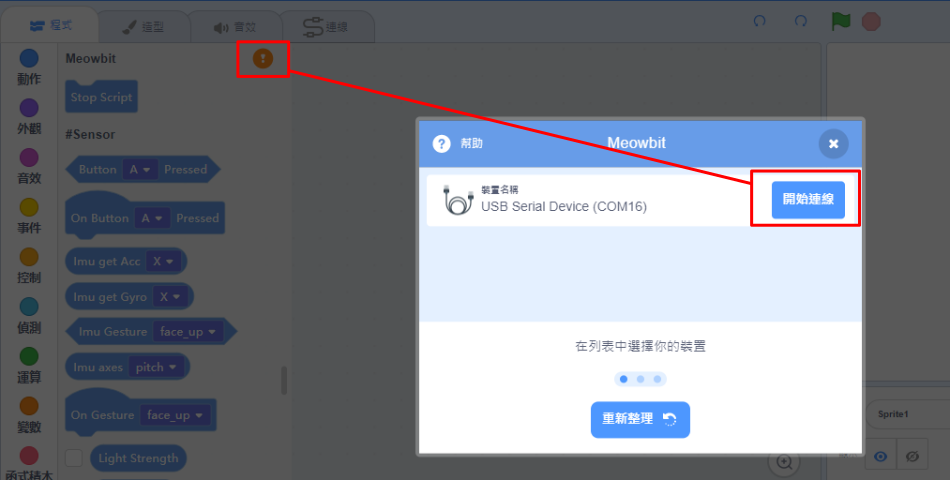 程式
造型
音效
連線
動作
外觀
音效
事件
控制
偵測
運算
變數
函式積木
Meowbit
!
Stop Script
#Sensor
Button A Pressed
On Button A Pressed
Imu get Acc X
Imu get Gyro X
Imu Gesture face_up
Imu axes pitch
On Gesture face_up
Light Strength
? 幫助
Meowbit
裝置名稱
USB Serial Device (COM16)
開始連線
在列表中選擇你的裝置
重新整理
Sprite1